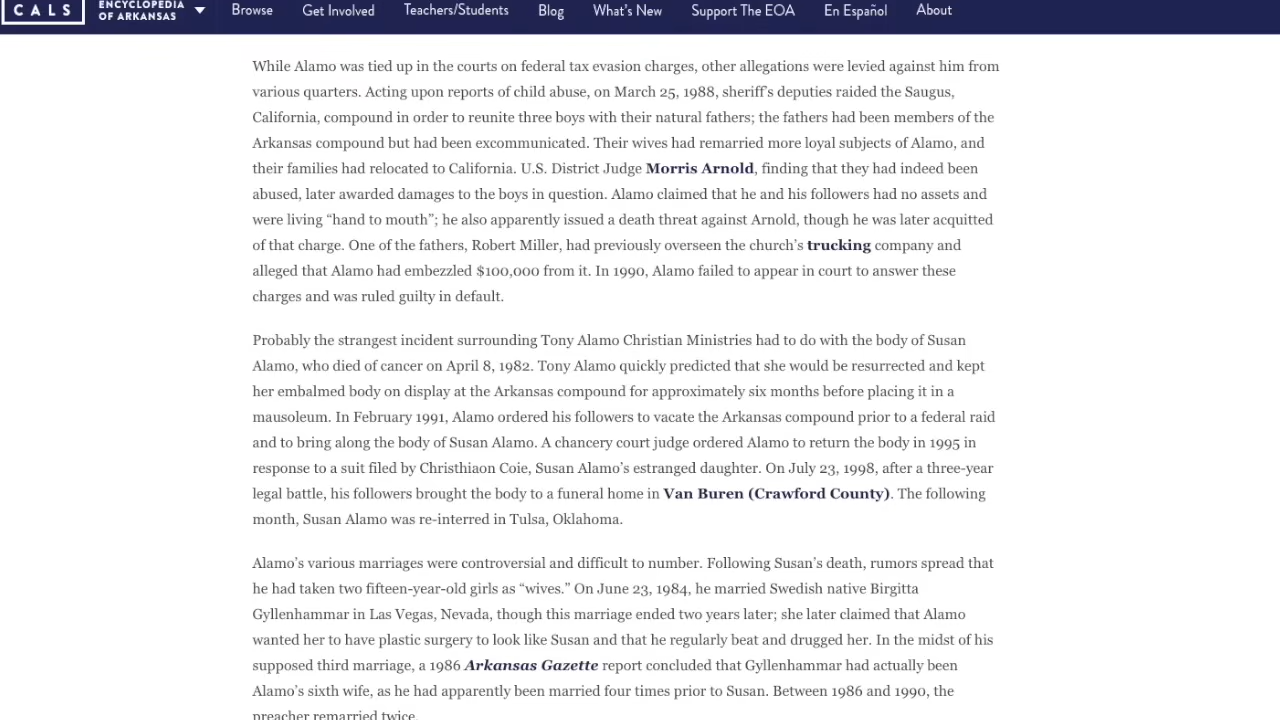 CALS
ENCYCLOPEDIA
OF ARKANSAS
Browse
Get Involved
Teachers/Students
Blog
What's New
Support The EOA
En Español
About
While Alamo was tied up in the courts on federal tax evasion charges, other allegations were levied against him from
various quarters. Acting upon reports of child abuse, on March 25, 1988, sheriff's deputies raided the Saugus,
California, compound in order to reunite three boys with their natural fathers; the fathers had been members of the
Arkansas compound but had been excommunicated. Their wives had remarried more loyal subjects of Alamo, and
their families had relocated to California. U.S. District Judge Morris Arnold, finding that they had indeed been
abused, later awarded damages to the boys in question. Alamo claimed that he and his followers had no assets and
were living “hand to mouth”; he also apparently issued a death threat against Arnold, though he was later acquitted
of that charge. One of the fathers, Robert Miller, had previously overseen the church's trucking company and
alleged that Alamo had embezzled $100,000 from it. In 1990, Alamo failed to appear in court to answer these
charges and was ruled guilty in default.
Probably the strangest incident surrounding Tony Alamo Christian Ministries had to do with the body of Susan
Alamo, who died of cancer on April 8, 1982. Tony Alamo quickly predicted that she would be resurrected and kept
her embalmed body on display at the Arkansas compound for approximately six months before placing it in a
mausoleum. In February 1991, Alamo ordered his followers to vacate the Arkansas compound prior to a federal raid
and to bring along the body of Susan Alamo. A chancery court judge ordered Alamo to return the body in 1995 in
response to a suit filed by Christhiaon Coie, Susan Alamo's estranged daughter. On July 23, 1998, after a three-year
legal battle, his followers brought the body to a funeral home in Van Buren (Crawford County). The following
month, Susan Alamo was re-interred in Tulsa, Oklahoma.
Alamo's various marriages were controversial and difficult to number. Following Susan's death, rumors spread that
he had taken two fifteen-year-old girls as “wives.” On June 23, 1984, he married Swedish native Birgitta
Gyllenhammar in Las Vegas, Nevada, though this marriage ended two years later; she later claimed that Alamo
wanted her to have plastic surgery to look like Susan and that he regularly beat and drugged her. In the midst of his
supposed third marriage, a 1986 Arkansas Gazette report concluded that Gyllenhammar had actually been
Alamo's sixth wife, as he had apparently been married four times prior to Susan. Between 1986 and 1990, the
preacher remarried twice.